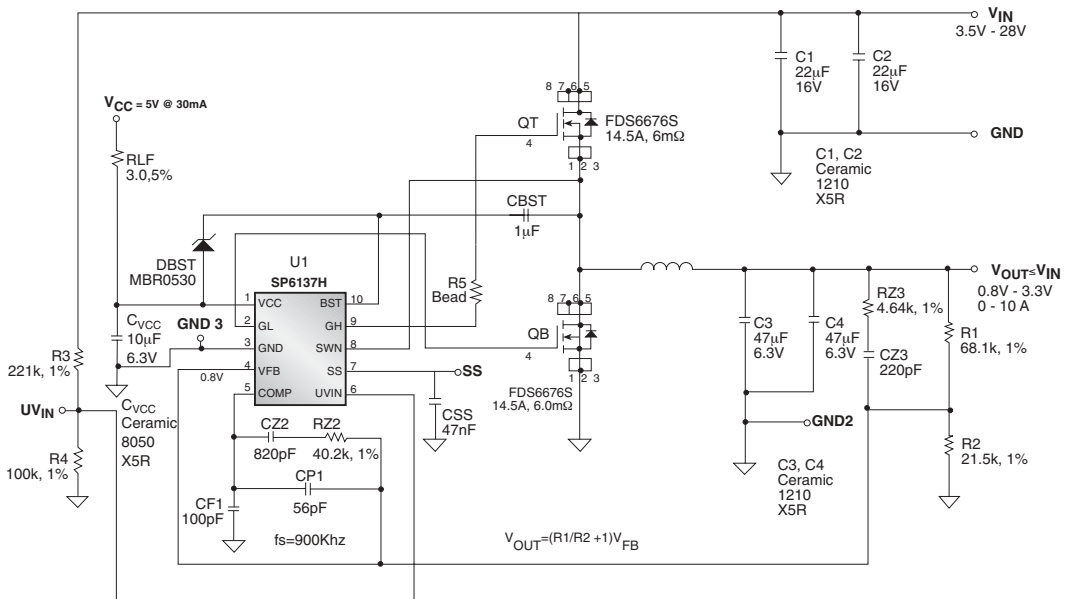 VIN
3.5V - 28V
C1
22μF
16V
C2
22μF
16V
GND
C1, C2
Ceramic
1210
X5R
VCC = 5V @ 30mA
RLF
3.0,5%
8 7 6 5
QT
4
FDS6676S
14.5A, 6mΩ
1 2 3
CBST
1μF
DBST
MBR0530
R5
Bead
U1
SP6137H
1 VCC
2 GL
3 GND
4 VFB
5 COMP
BST 10
GH 9
SWN 8
SS 7
UVIN 6
CVCC
10μF
6.3V
GND 3
0.8V
R3
221k, 1%
UVIN
R4
100k, 1%
CVCC
Ceramic
8050
X5R
SS
CSS
47nF
CZ2
820pF
RZ2
40.2k, 1%
CP1
56pF
CF1
100pF
fs=900Khz
8 7 6 5
QB
4
1 2 3
FDS6676S
14.5A, 6.0mΩ
VOUT≤VIN
0.8V - 3.3V
0 - 10 A
C3
47μF
6.3V
C4
47μF
6.3V
RZ3
4.64k, 1%
CZ3
220pF
R1
68.1k, 1%
R2
21.5k, 1%
GND2
C3, C4
Ceramic
1210
X5R
VOUT=(R1/R2 +1)VFB